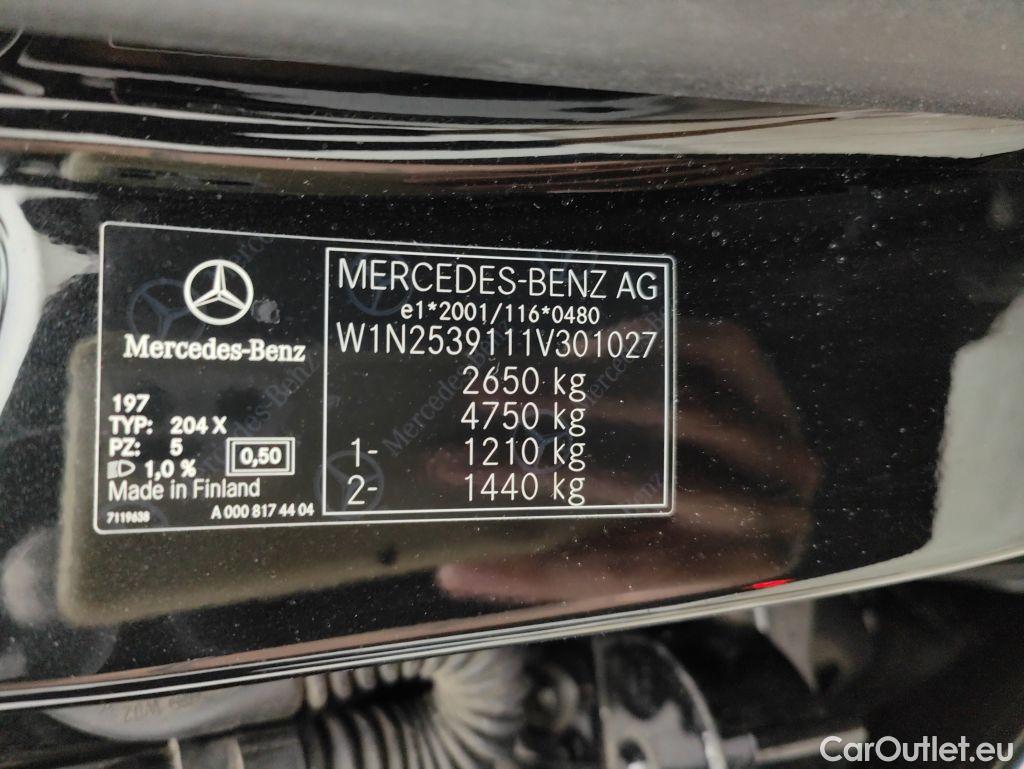 Mercedes-Benz
197
TYP: 204 X
PZ: 5
1,0 %
0,50
Made in Finland
7119638
A 000 817 44 04
MERCEDES-BENZ AG
e1*2001/116*0480
W1N2539111V301027
2650 kg
4750 kg
1- 1210 kg
2- 1440 kg
CarOutlet.eu